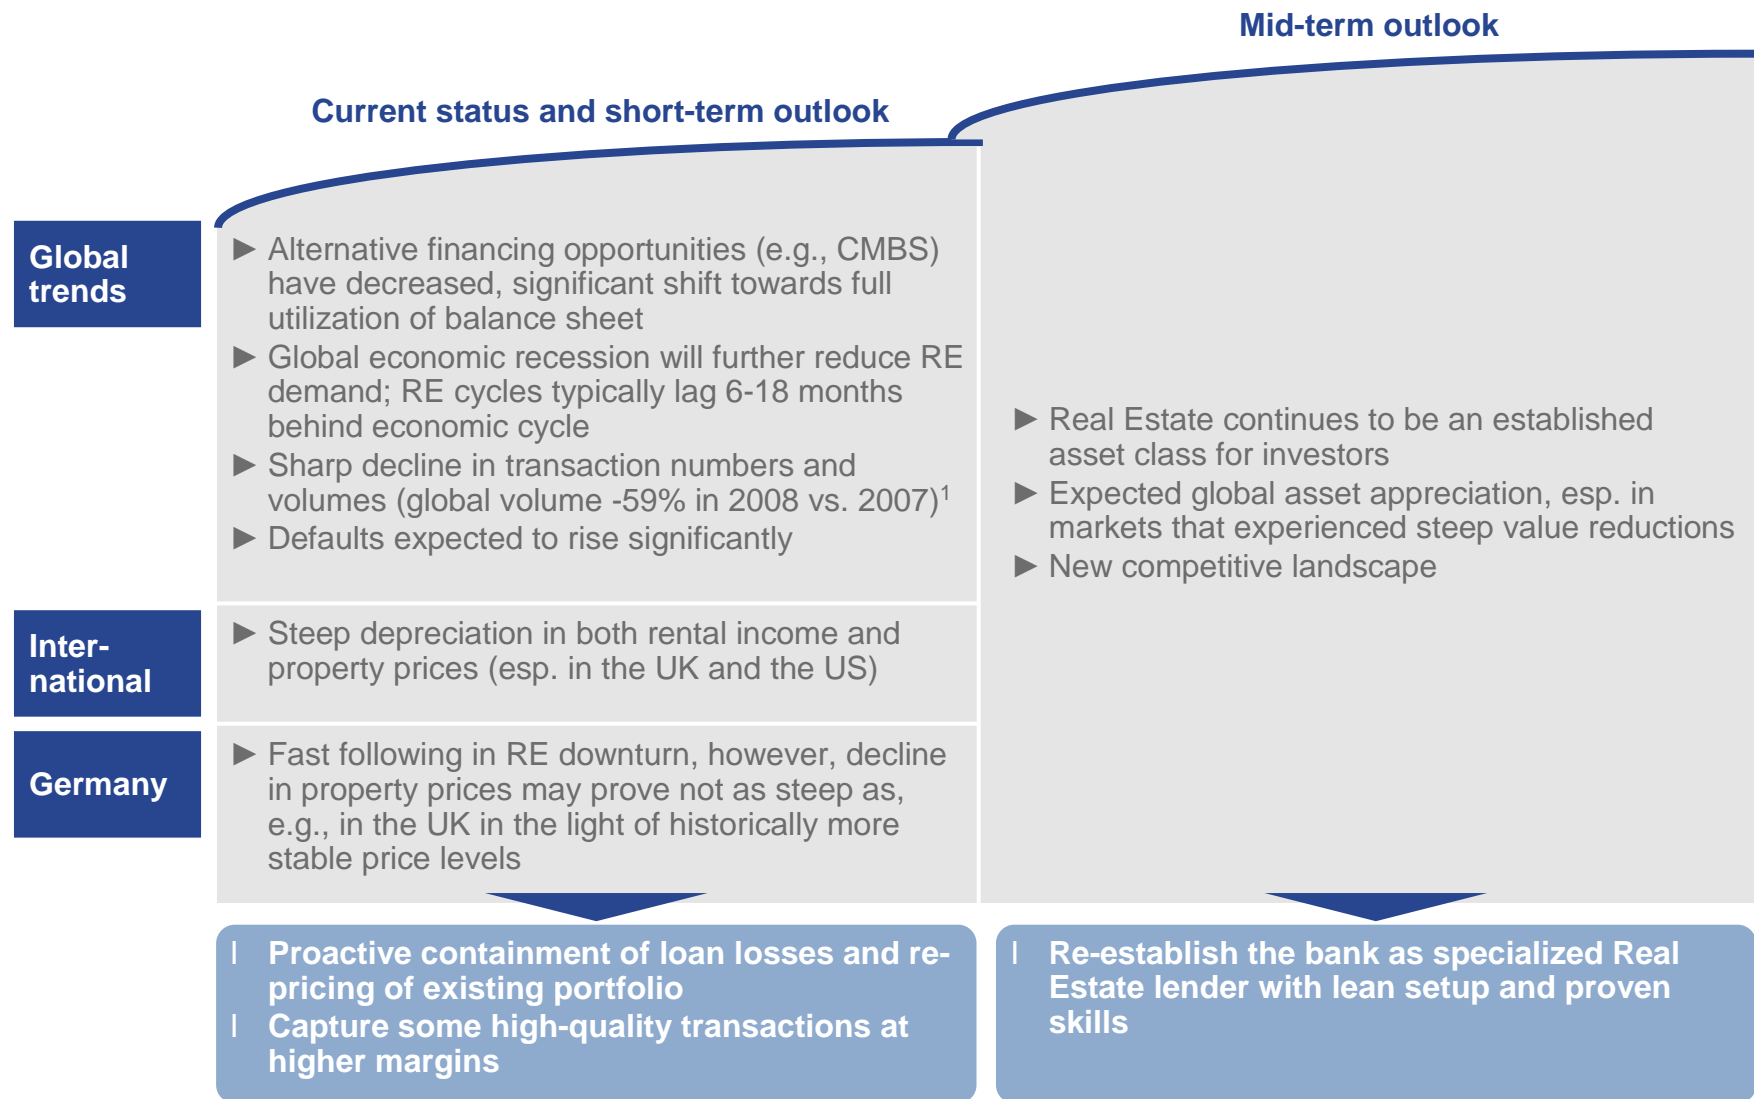 Mid-term outlook
Current status and short-term outlook
Global
trends
► Alternative financing opportunities (e.g., CMBS)
have decreased, significant shift towards full
utilization of balance sheet
► Global economic recession will further reduce RE
demand; RE cycles typically lag 6-18 months
behind economic cycle
► Sharp decline in transaction numbers and
volumes (global volume -59% in 2008 vs. 2007)¹
► Defaults expected to rise significantly
► Real Estate continues to be an established
asset class for investors
► Expected global asset appreciation, esp. in
markets that experienced steep value reductions
► New competitive landscape
Inter-
national
► Steep depreciation in both rental income and
property prices (esp. in the UK and the US)
Germany
► Fast following in RE downturn, however, decline
in property prices may prove not as steep as,
e.g., in the UK in the light of historically more
stable price levels
l Proactive containment of loan losses and re-
pricing of existing portfolio
l Capture some high-quality transactions at
higher margins
l Re-establish the bank as specialized Real
Estate lender with lean setup and proven
skills